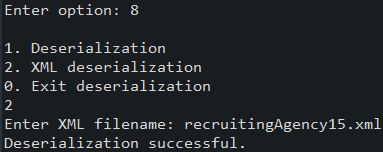 Enter option: 8
1. Deserialization
2. XML deserialization
0. Exit deserialization
2
Enter XML filename: recruitingAgency15.xml
Deserialization successful.